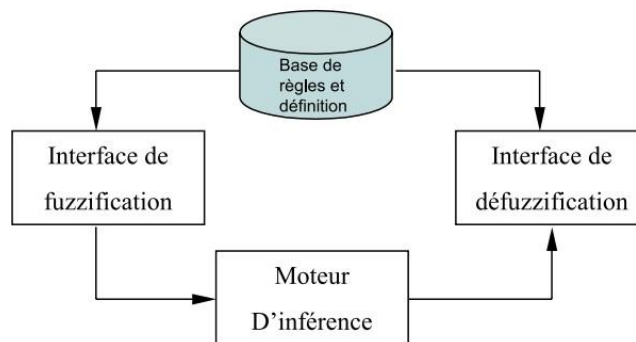 Base de
règles et
définition
Interface de
fuzzification
Interface de
défuzzification
Moteur
D’inférence